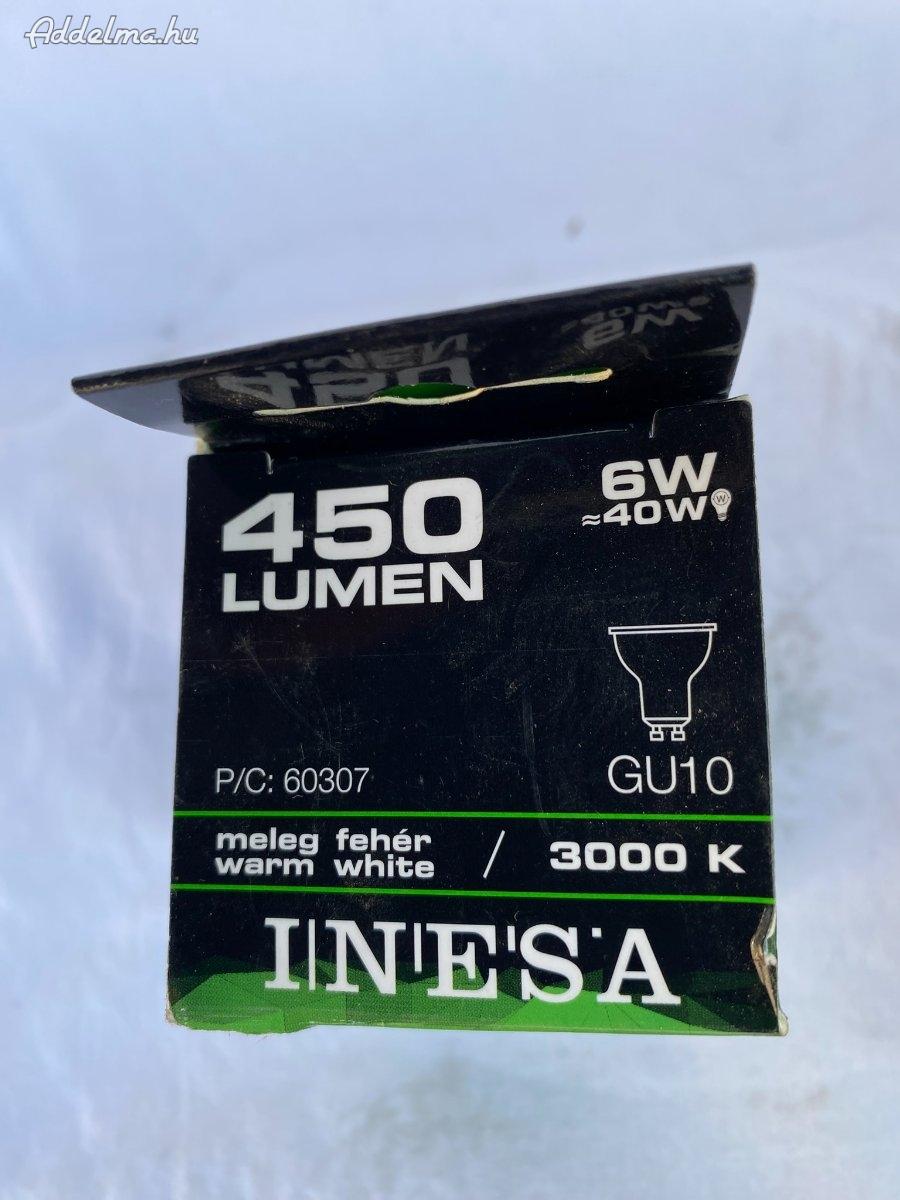 Addelma.hu
450
LUMEN
6W
≈40W
W
P/C: 60307
GU10
meleg fehér
warm white / 3000 K
INESA